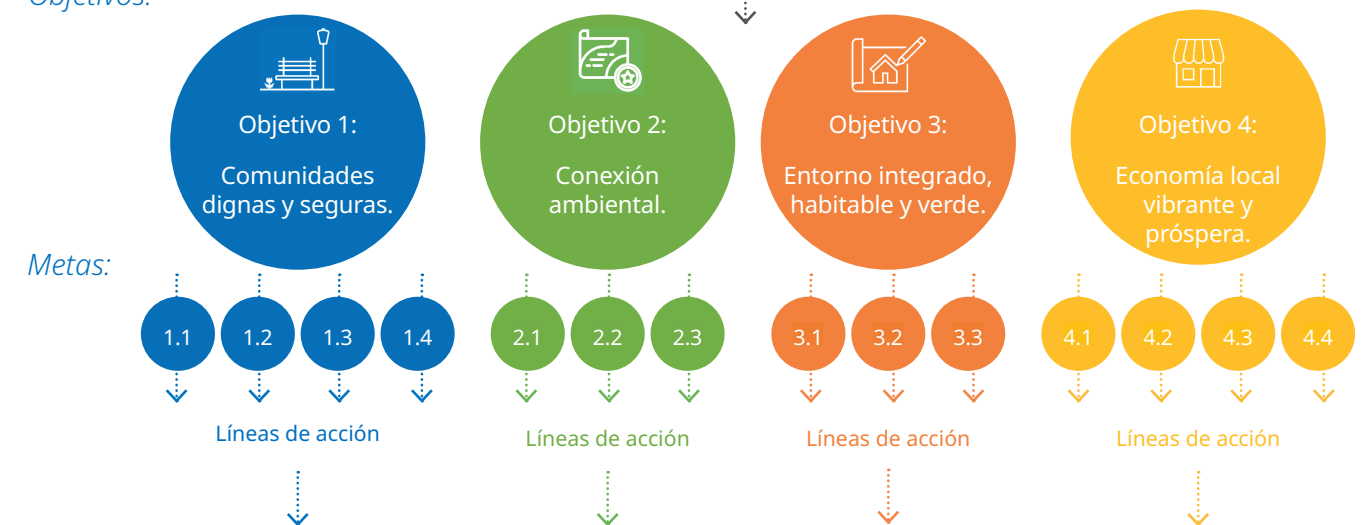 Objetivos:
Objetivo 1:
Comunidades
dignas y seguras.
Objetivo 2:
Conexión
ambiental.
Objetivo 3:
Entorno integrado,
habitable y verde.
Objetivo 4:
Economía local
vibrante y
próspera.
Metas:
1.1 1.2 1.3 1.4 2.1 2.2 2.3 3.1 3.2 3.3 4.1 4.2 4.3 4.4
Líneas de acción Líneas de acción Líneas de acción Líneas de acción